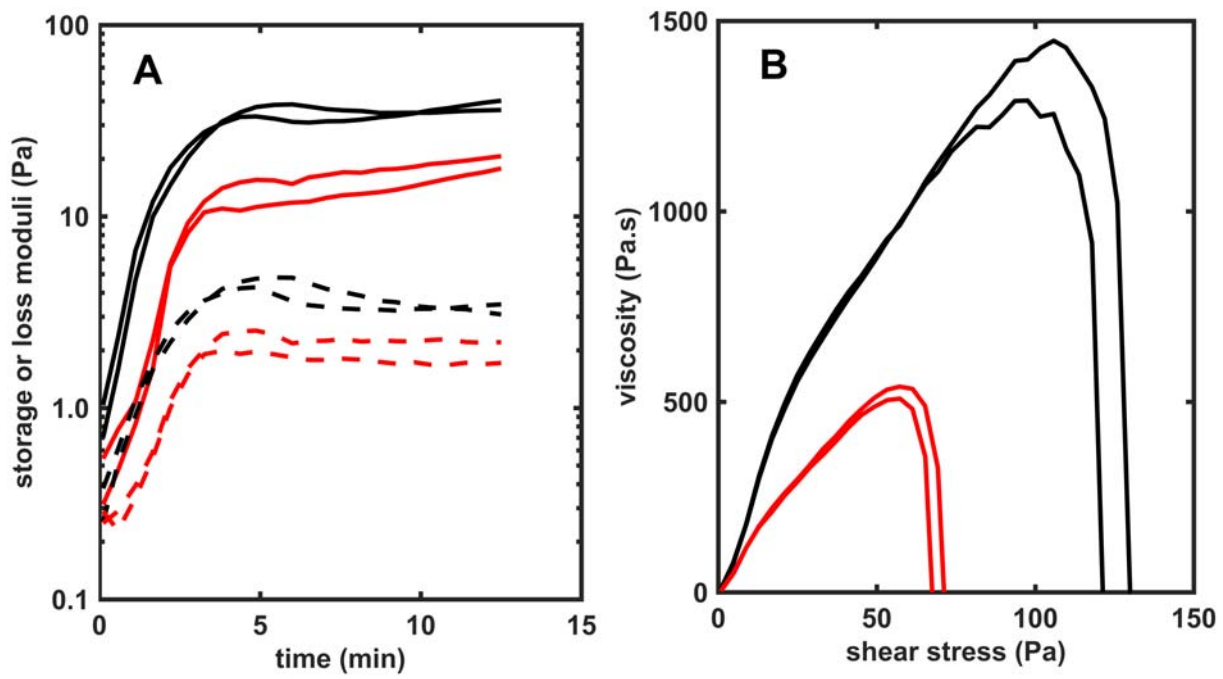 A
storage or loss moduli (Pa)
100
10
1.0
0.1
0
5
10
15
time (min)
B
viscosity (Pa.s)
1500
1000
500
0
0
50
100
150
shear stress (Pa)